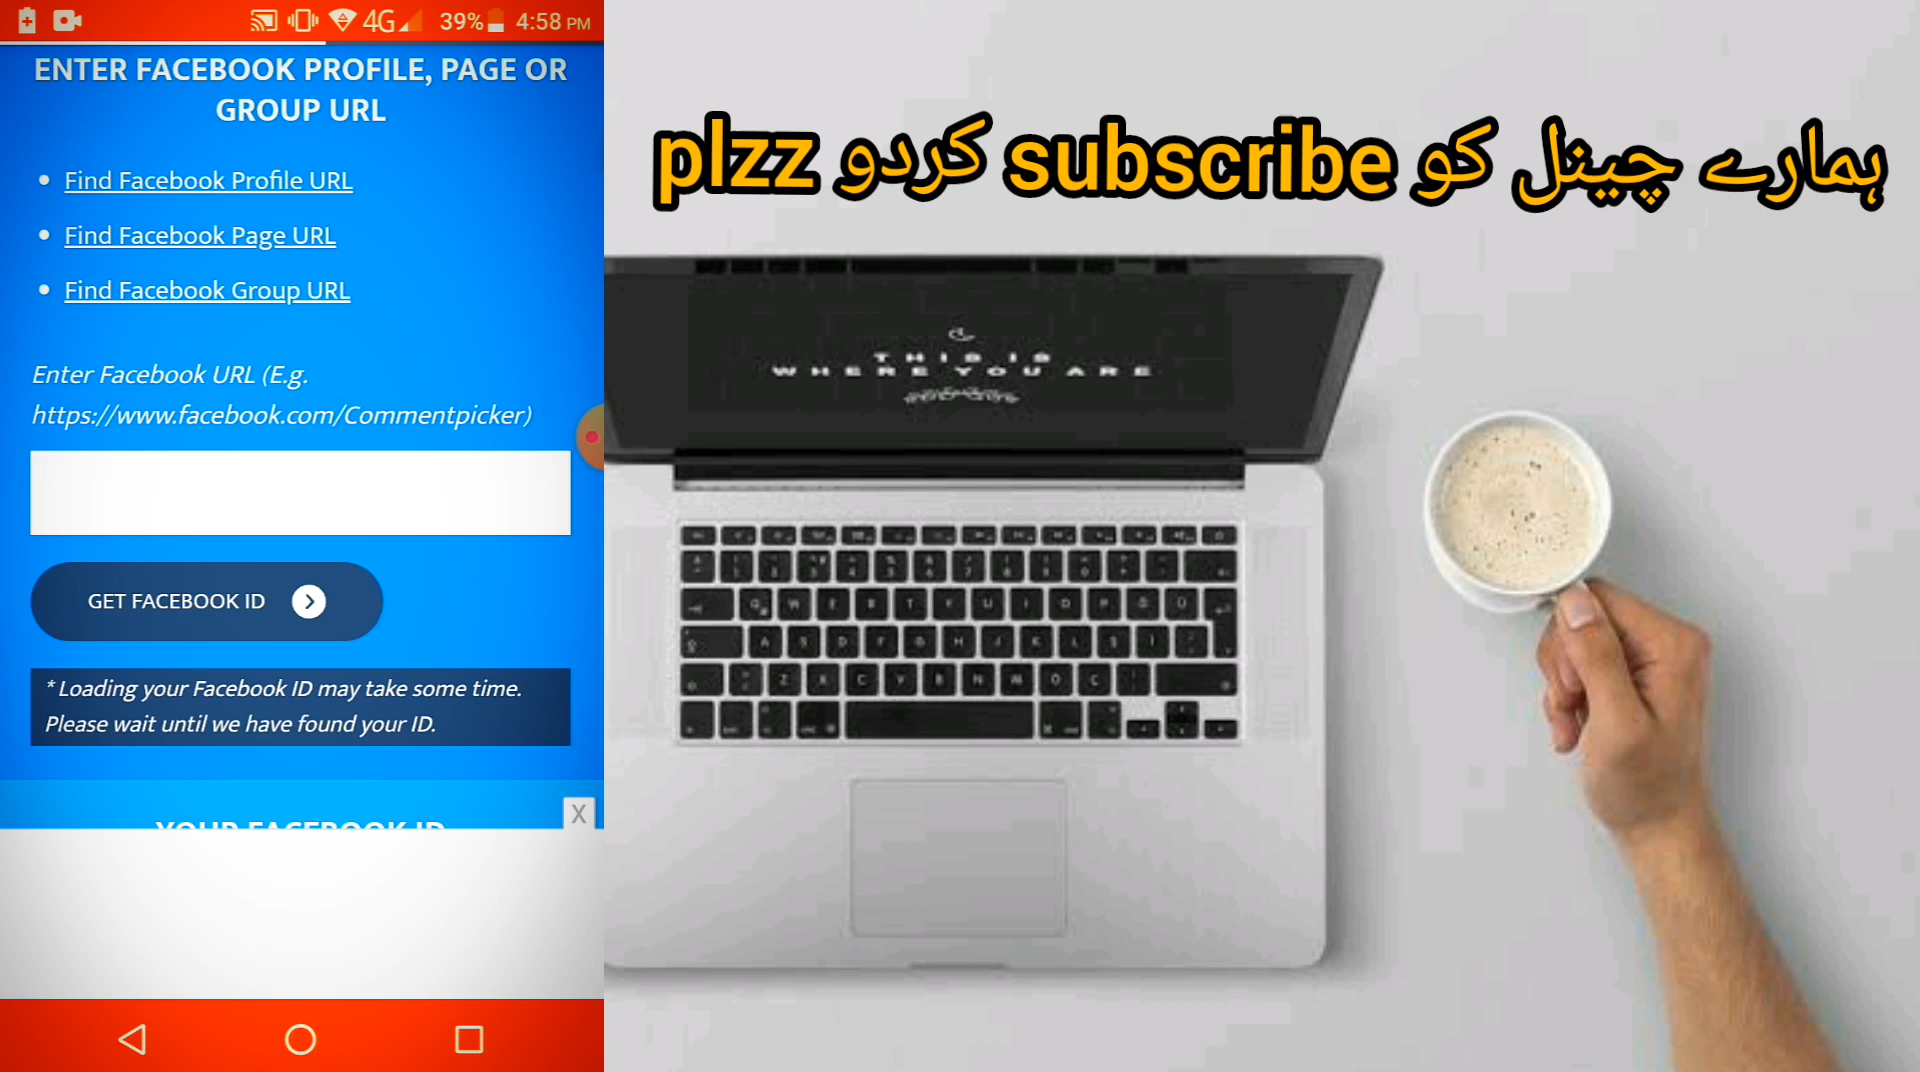 4G 39% 4:58 PM
ENTER FACEBOOK PROFILE, PAGE OR
GROUP URL
Find Facebook Profile URL
Find Facebook Page URL
Find Facebook Group URL
Enter Facebook URL (E.g.
https://www.facebook.com/Commentpicker)
GET FACEBOOK ID
* Loading your Facebook ID may take some time.
Please wait until we have found your ID.
YOUR FACEBOOK ID
X
ہمارے چینل کو subscribe کردو plzz
THIS IS
WHERE YOU ARE